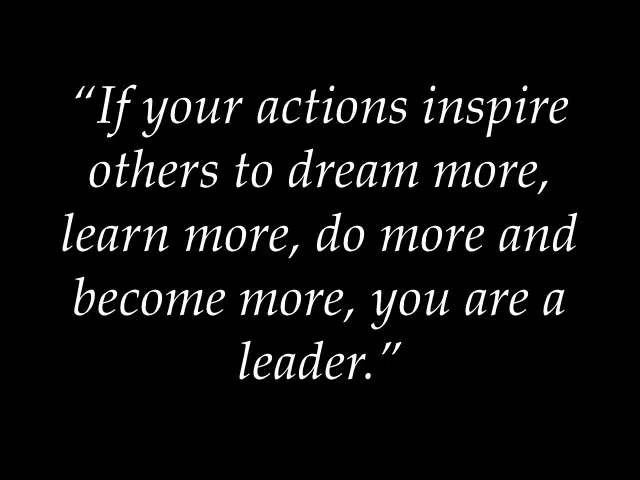 “If your actions inspire
others to dream more,
learn more, do more and
become more, you are a
leader.”